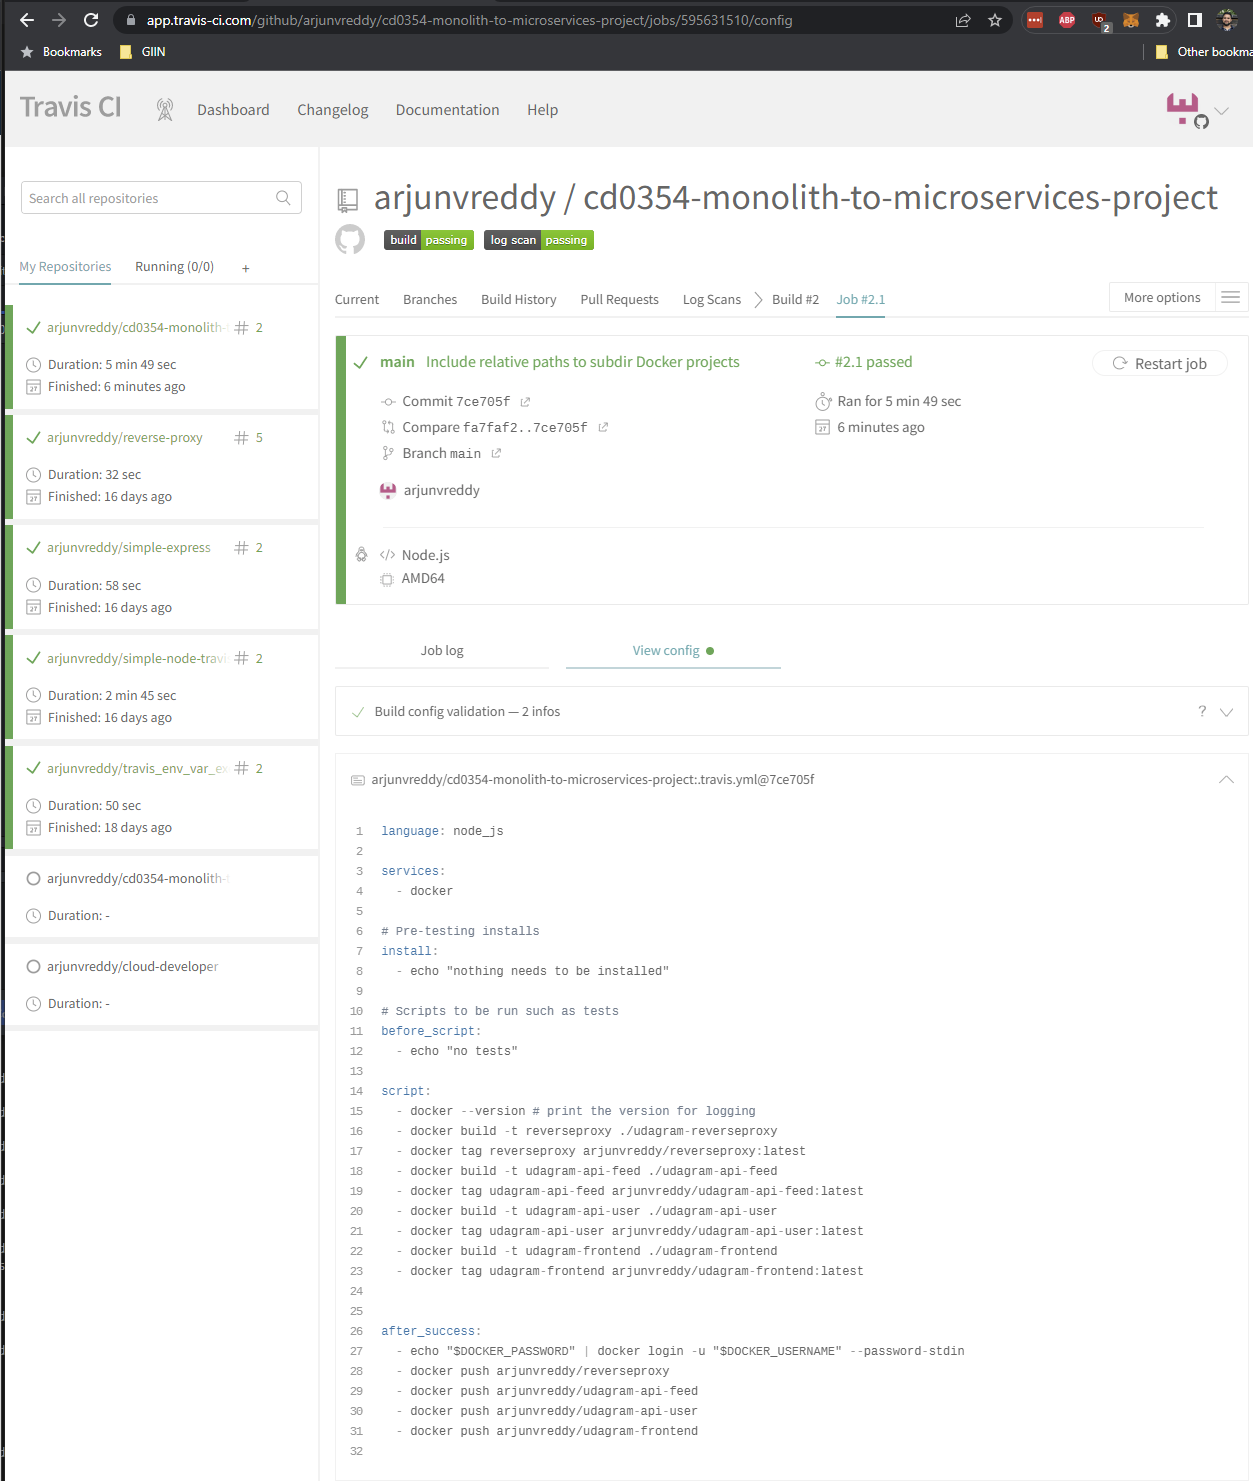 app.travis-ci.com/github/arjunvreddy/cd0354-monolith-to-microservices-project/jobs/595631510/config
ABP
2
Bookmarks
GIIN
Other bookma
Travis CI
Dashboard
Changelog
Documentation
Help
Search all repositories
My Repositories
Running (0/0)
+
arjunvreddy/cd0354-monolith- # 2
Duration: 5 min 49 sec
Finished: 6 minutes ago
arjunvreddy/reverse-proxy # 5
Duration: 32 sec
Finished: 16 days ago
arjunvreddy/simple-express # 2
Duration: 58 sec
Finished: 16 days ago
arjunvreddy/simple-node-travi # 2
Duration: 2 min 45 sec
Finished: 16 days ago
arjunvreddy/travis_env_var_ex # 2
Duration: 50 sec
Finished: 18 days ago
arjunvreddy/cd0354-monolith-
Duration: -
arjunvreddy/cloud-developer
Duration: -
arjunvreddy / cd0354-monolith-to-microservices-project
build passing
log scan passing
Current
Branches
Build History
Pull Requests
Log Scans
Build #2
Job #2.1
More options
main Include relative paths to subdir Docker projects
Commit 7ce705f
Compare fa7faf2..7ce705f
Branch main
arjunvreddy
#2.1 passed
Ran for 5 min 49 sec
6 minutes ago
Restart job
</> Node.js
AMD64
Job log
View config
Build config validation — 2 infos
?
arjunvreddy/cd0354-monolith-to-microservices-project:.travis.yml@7ce705f
1 language: node_js
2
3 services:
4 - docker
5
6 # Pre-testing installs
7 install:
8 - echo "nothing needs to be installed"
9
10 # Scripts to be run such as tests
11 before_script:
12 - echo "no tests"
13
14 script:
15 - docker --version # print the version for logging
16 - docker build -t reverseproxy ./udagram-reverseproxy
17 - docker tag reverseproxy arjunvreddy/reverseproxy:latest
18 - docker build -t udagram-api-feed ./udagram-api-feed
19 - docker tag udagram-api-feed arjunvreddy/udagram-api-feed:latest
20 - docker build -t udagram-api-user ./udagram-api-user
21 - docker tag udagram-api-user arjunvreddy/udagram-api-user:latest
22 - docker build -t udagram-frontend ./udagram-frontend
23 - docker tag udagram-frontend arjunvreddy/udagram-frontend:latest
24
25
26 after_success:
27 - echo "$DOCKER_PASSWORD" | docker login -u "$DOCKER_USERNAME" --password-stdin
28 - docker push arjunvreddy/reverseproxy
29 - docker push arjunvreddy/udagram-api-feed
30 - docker push arjunvreddy/udagram-api-user
31 - docker push arjunvreddy/udagram-frontend
32